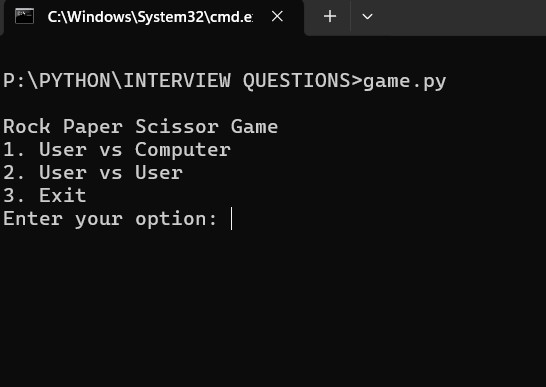 C:\Windows\System32\cmd.e
P:\PYTHON\INTERVIEW QUESTIONS>game.py
Rock Paper Scissor Game
1. User vs Computer
2. User vs User
3. Exit
Enter your option: